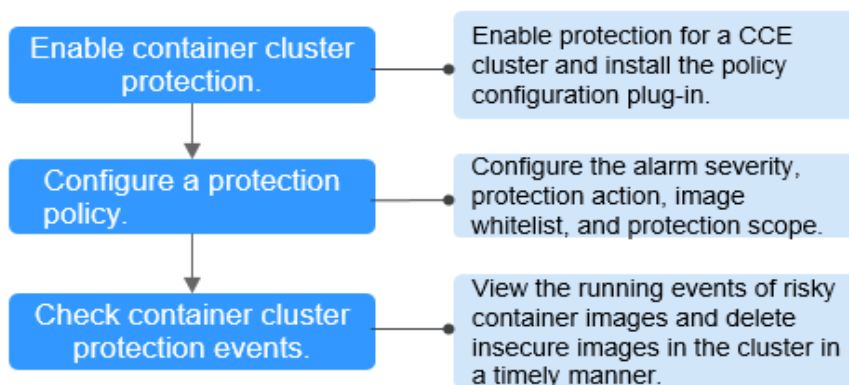 Enable container cluster
protection.
Enable protection for a CCE
cluster and install the policy
configuration plug-in.
Configure a protection
policy.
Configure the alarm severity,
protection action, image
whitelist, and protection scope.
Check container cluster
protection events.
View the running events of risky
container images and delete
insecure images in the cluster in
a timely manner.